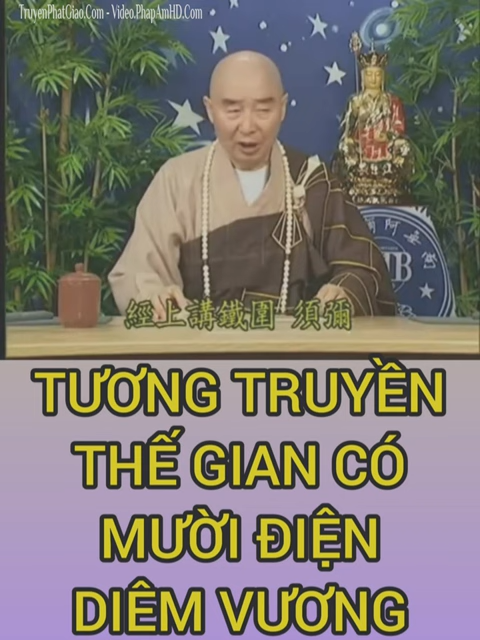 TruyenPhatGiao.Com - Video.PhapAmHD.Com
經上講鐵圍 須彌
TƯƠNG TRUYỀN
THẾ GIAN CÓ
MƯỜI ĐIỆN
DIÊM VƯƠNG